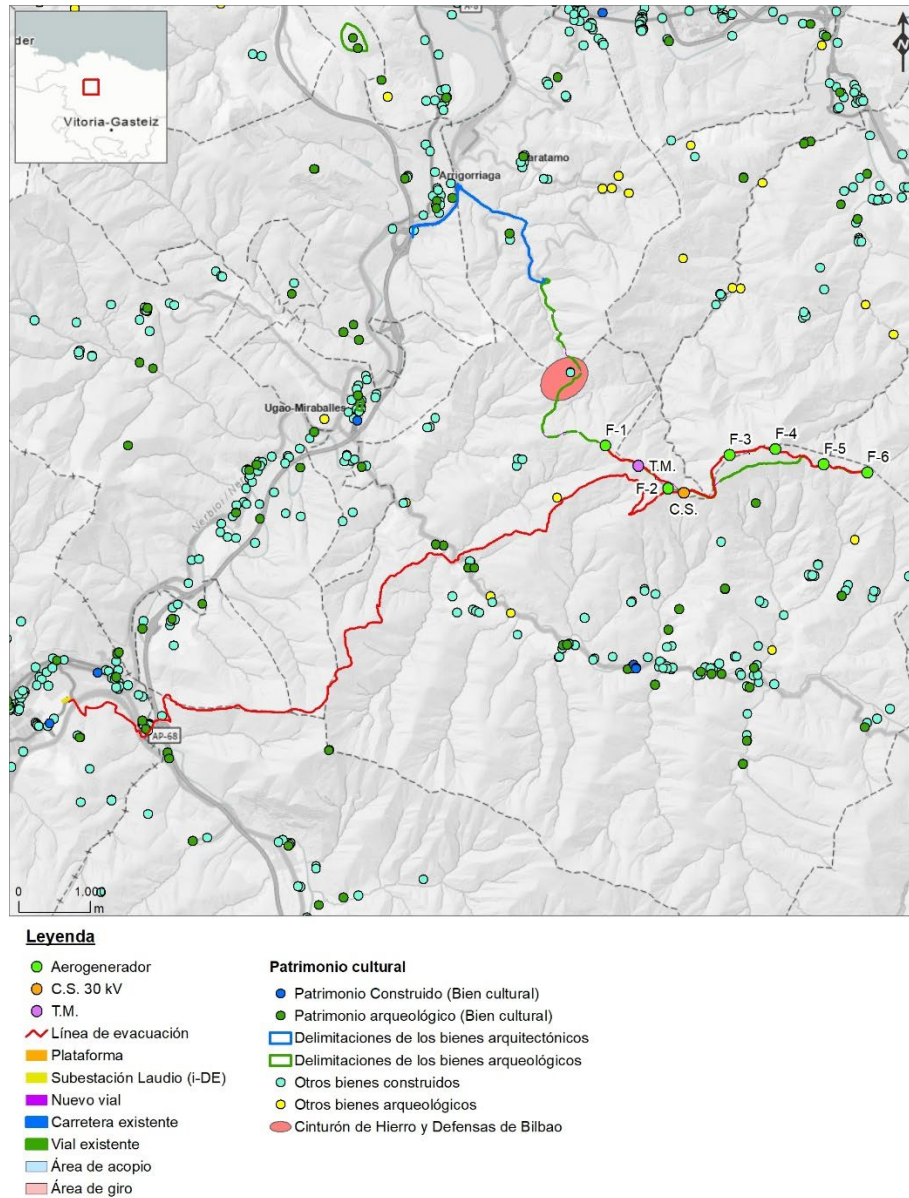 der
Vitoria-Gasteiz
A-8
N
aratamo
Arrigorriaga
Ugao-Miraballes
F-1
F-3
F-4
T.M.
F-5
F-6
F-2
C.S.
AP-68
0 1.000
m
Leyenda
Aerogenerador
C.S. 30 kV
T.M.
Línea de evacuación
Plataforma
Subestación Laudio (i-DE)
Nuevo vial
Carretera existente
Vial existente
Área de acopio
Área de giro
Patrimonio cultural
Patrimonio Construido (Bien cultural)
Patrimonio arqueológico (Bien cultural)
Delimitaciones de los bienes arquitectónicos
Delimitaciones de los bienes arqueológicos
Otros bienes construidos
Otros bienes arqueológicos
Cinturón de Hierro y Defensas de Bilbao